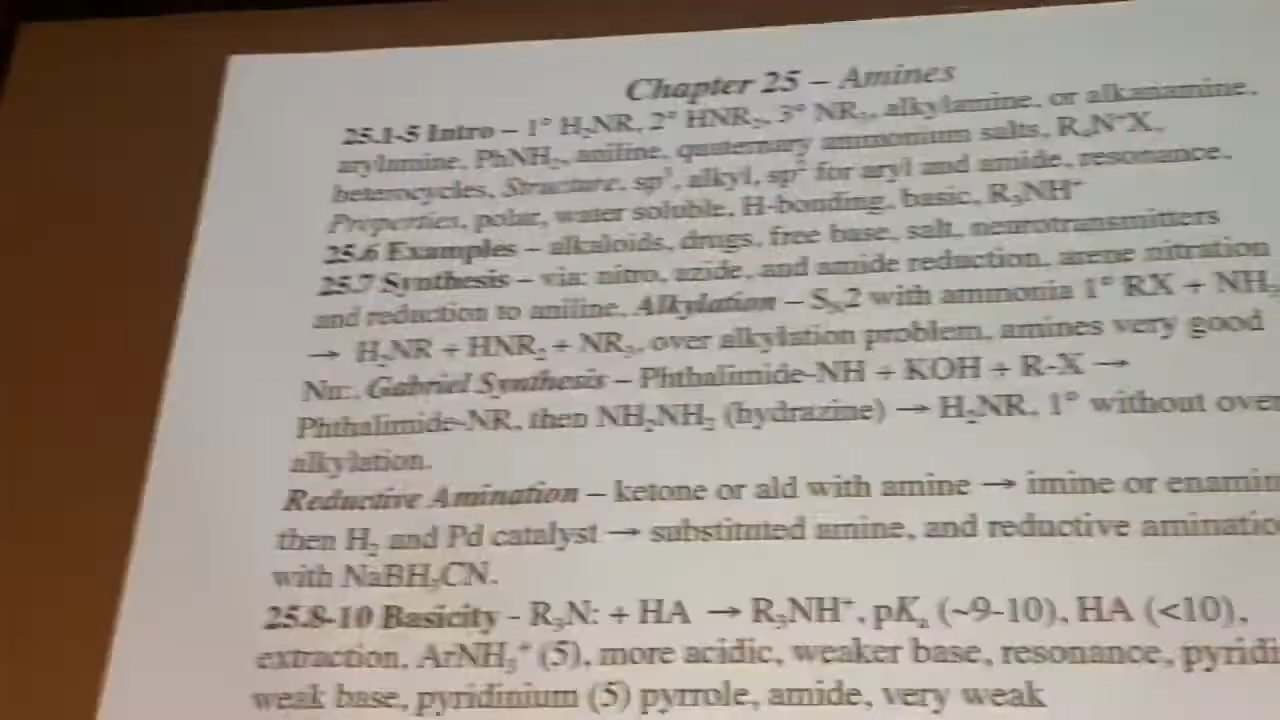 Chapter 25 – Amines
25.1-5 Intro – 1° H₂NR, 2° HNR₂, 3° NR₃, alkylamine, or alkanamine,
arylamine, PhNH₂, aniline, quaternary ammonium salts, R₄N⁺X,
heterocycles, Structure, sp³, alkyl, sp² for aryl and amide, resonance,
Properties, polar, water soluble, H-bonding, basic, R₃NH⁺
25.6 Examples – alkaloids, drugs, free base, salt, neurotransmitters
25.7 Synthesis – via: nitro, azide, and amide reduction, arene nitration
and reduction to aniline, Alkylation – Sₙ2 with ammonia 1° RX + NH₃
→ H₂NR + HNR₂ + NR₃, over alkylation problem, amines very good
Nu:, Gabriel Synthesis – Phthalimide-NH + KOH + R-X →
Phthalimide-NR, then NH₂NH₂ (hydrazine) → H₂NR, 1° without over
alkylation.
Reductive Amination – ketone or ald with amine → imine or enamin
then H₂ and Pd catalyst → substituted amine, and reductive aminatio
with NaBH₃CN.
25.8-10 Basicity - R₃N: + HA → R₃NH⁺, pKₐ (~9-10), HA (<10),
extraction, ArNH₃⁺ (5), more acidic, weaker base, resonance, pyridi
weak base, pyridinium (5) pyrrole, amide, very weak